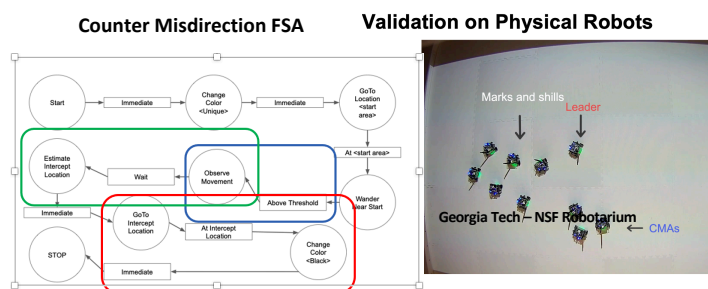 Counter Misdirection FSA
Validation on Physical Robots
Start
Immediate
Change
Color
<Unique>
Immediate
GoTo
Location
<start
area>
At <start area>
Wander
Near Start
Above Threshold
Observe
Movement
Wait
Estimate
Intercept
Location
Immediate
GoTo
Intercept
Location
At Intercept
Location
Change
Color
<Black>
Immediate
STOP
Marks and shills
Leader
Georgia Tech – NSF Robotarium
CMAs